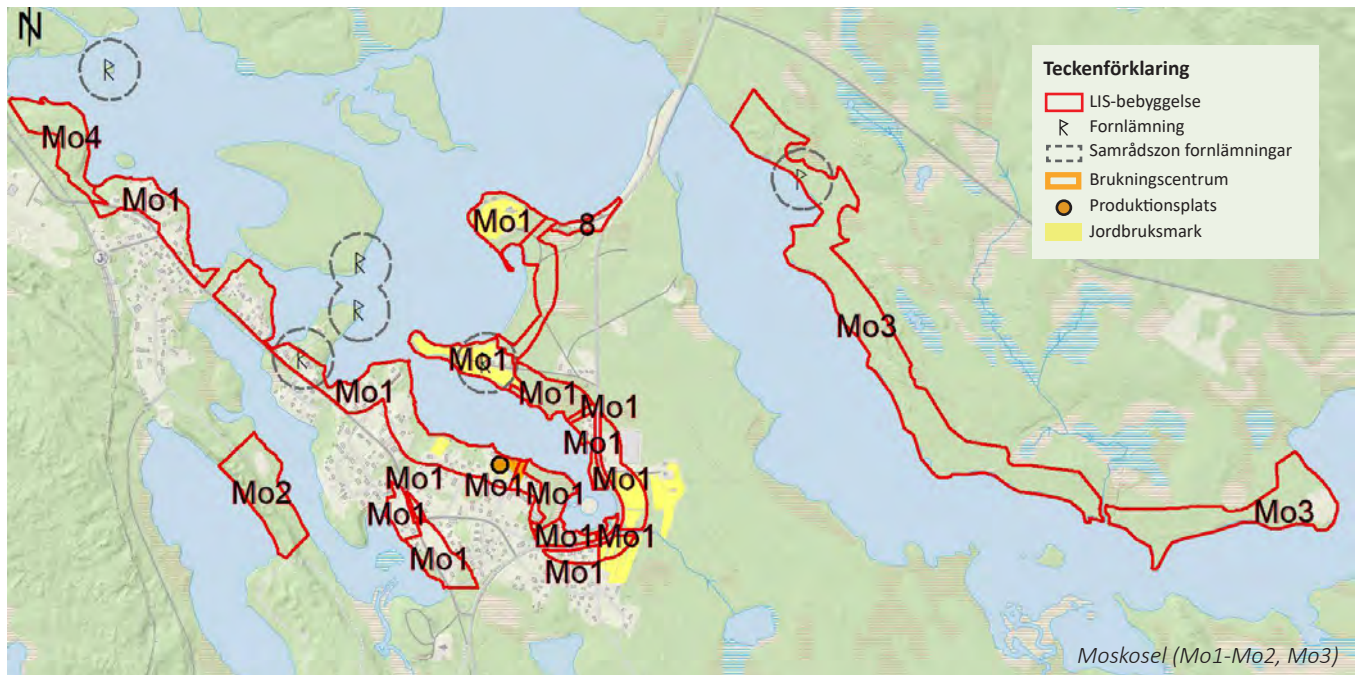 N
Teckenförklaring
LIS-bebyggelse
Fornlämning
Samrådszon fornlämningar
Brukningscentrum
Produktionsplats
Jordbruksmark
Mo4
Mo1
Mo1
8
Mo3
Mo1
Mo1
Mo1
Mo1
Mo1
Mo1
Mo1
Mo1
Mo2
Mo1
Mo1
Mo3
Mo1
Mo1
Mo1
Mo1
Moskosel (Mo1-Mo2, Mo3)